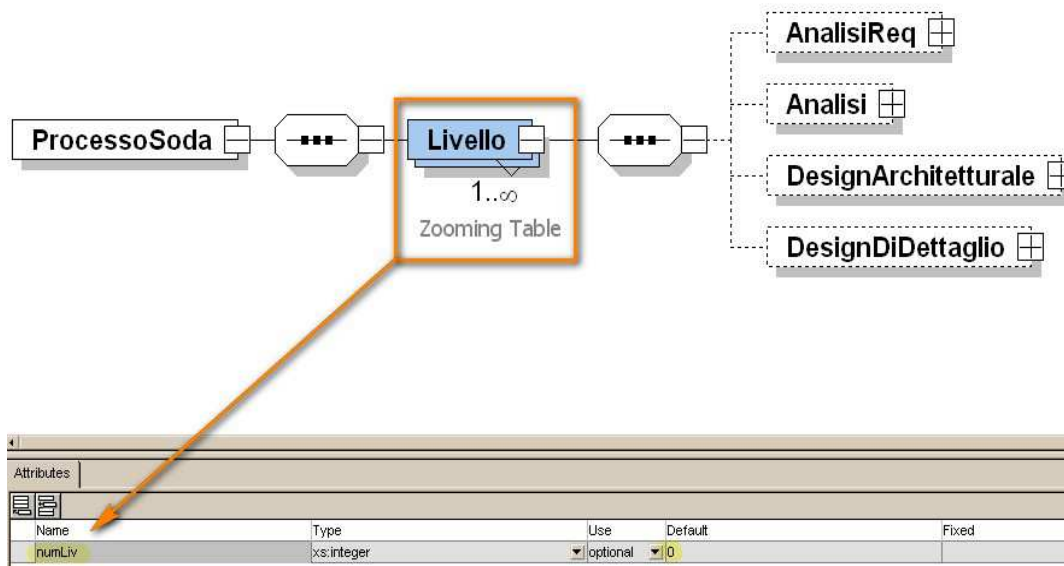 AnalisiReq
Analisi
ProcessoSoda
Livello
1..∞
Zooming Table
DesignArchitetturale
DesignDiDettaglio
Attributes
Name Type Use Default Fixed
numLiv xs:integer optional 0